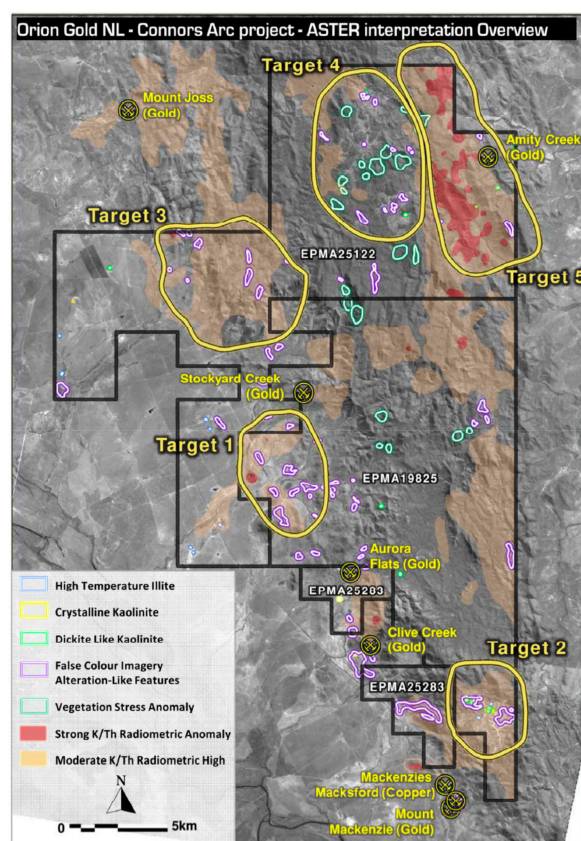 Orion Gold NL - Connors Arc project - ASTER interpretation Overview
Target 4
Mount Joss
(Gold)
Amity Creek
(Gold)
Target 3
EPMA25122
Target 5
Stockyard Creek
(Gold)
Target 1
EPMA19825
Aurora
Flats (Gold)
EPMA25283
Clive Creek
(Gold)
Target 2
EPMA25283
Mackenzies
Macksford (Copper)
Mount
Mackenzie (Gold)
High Temperature Illite
Crystalline Kaolinite
Dickite Like Kaolinite
False Colour Imagery
Alteration-Like Features
Vegetation Stress Anomaly
Strong K/Th Radiometric Anomaly
Moderate K/Th Radiometric High
N
0 5km